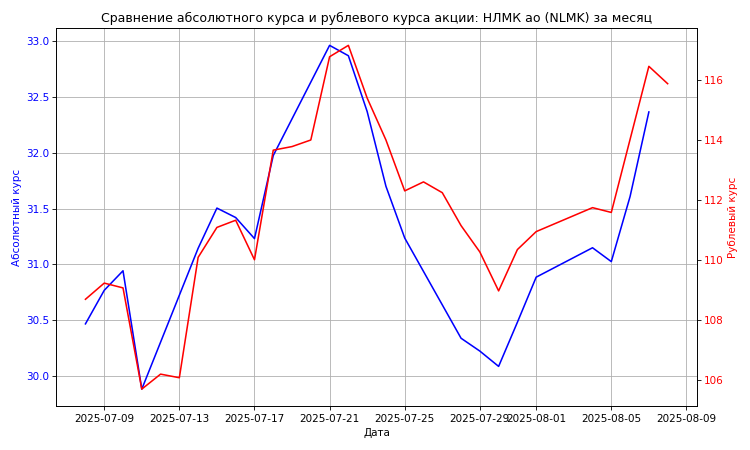 Сравнение абсолютного курса и рублевого курса акции: НЛМК ао (NLMK) за месяц
33.0
32.5
32.0
31.5
31.0
30.5
30.0
Абсолютный курс
116
114
112
110
108
106
Рублевый курс
2025-07-09 2025-07-13 2025-07-17 2025-07-21 2025-07-25 2025-07-29 2025-08-01 2025-08-05 2025-08-09
Дата